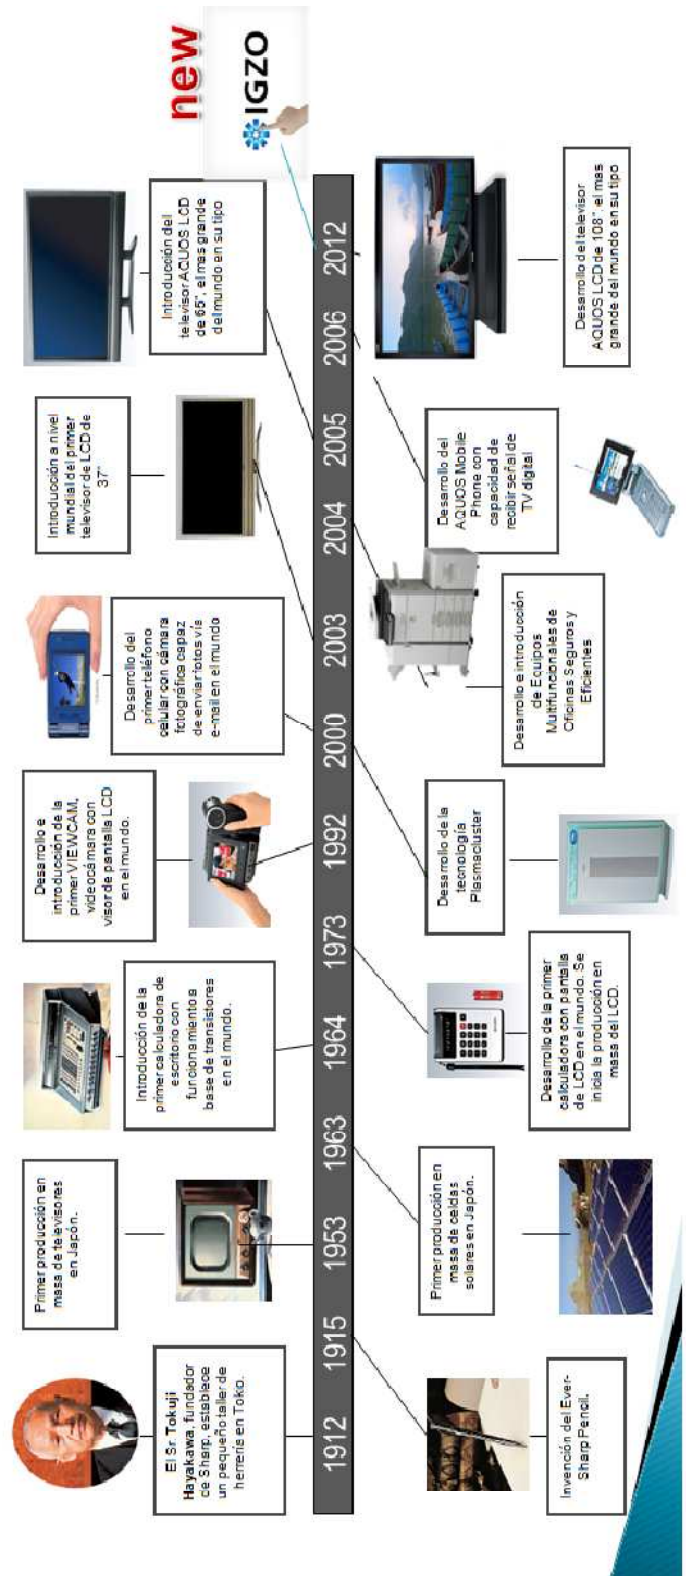 new
IGZO
Introducción del
televisor AQUOS LCD
de 65", el mas grande
del mundo en su tipo
Introducción a nivel
mundial del primer
televisor de LCD de
37"
Desarrollo del
primer teléfono
celular con cámara
fotográfica capaz
de enviar fotos vía
e-mail en el mundo
Desarrollo e
introducción de la
primer VIEWCAM,
videocámara con
visor de pantalla LCD
en el mundo.
Introducción de la
primer calculadora de
escritorio con
funcionamiento a
base de transistores
en el mundo.
Primer producción en
masa de televisores
en Japón.
El Sr. Tokuji
Hayakawa, fundador
de Sharp, establece
un pequeño taller de
herrería en Tokio.
1912
1915
1953
1963
1964
1973
1992
2000
2003
2004
2005
2006
2012
Invención del Ever-
Sharp Pencil.
Primer producción en
masa de celdas
solares en Japón.
Desarrollo de la primer
calculadora con pantalla
de LCD en el mundo. Se
inicia la producción en
masa del LCD.
Desarrollo de la
tecnología
Plasmacluster
Desarrollo e introducción
de Equipos
Multifuncionales de
Oficinas Seguros y
Eficientes
Desarrollo del
AQUOS Mobile
Phone con
capacidad de
recibir señal de
TV digital
Desarrollo del televisor
AQUOS LCD de 108", el mas
grande del mundo en su tipo